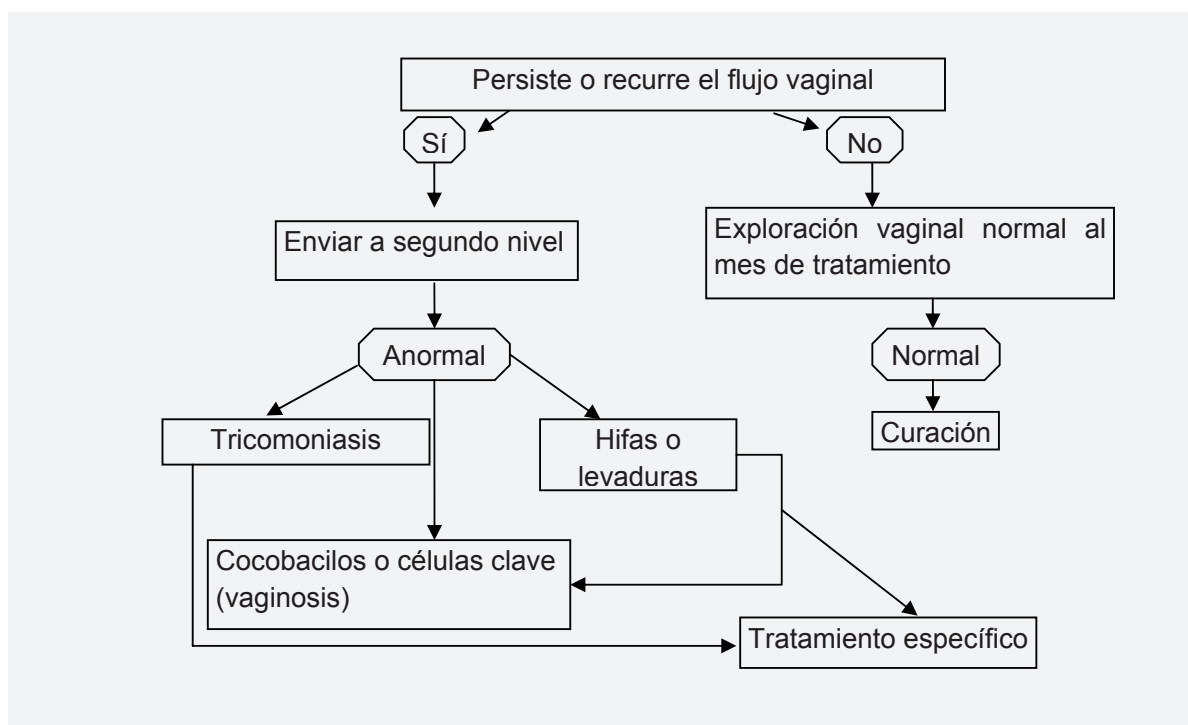 Persiste o recurre el flujo vaginal
Sí
No
Enviar a segundo nivel
Exploración vaginal normal al
mes de tratamiento
Anormal
Normal
Tricomoniasis
Hifas o
levaduras
Curación
Cocobacilos o células clave
(vaginosis)
Tratamiento específico